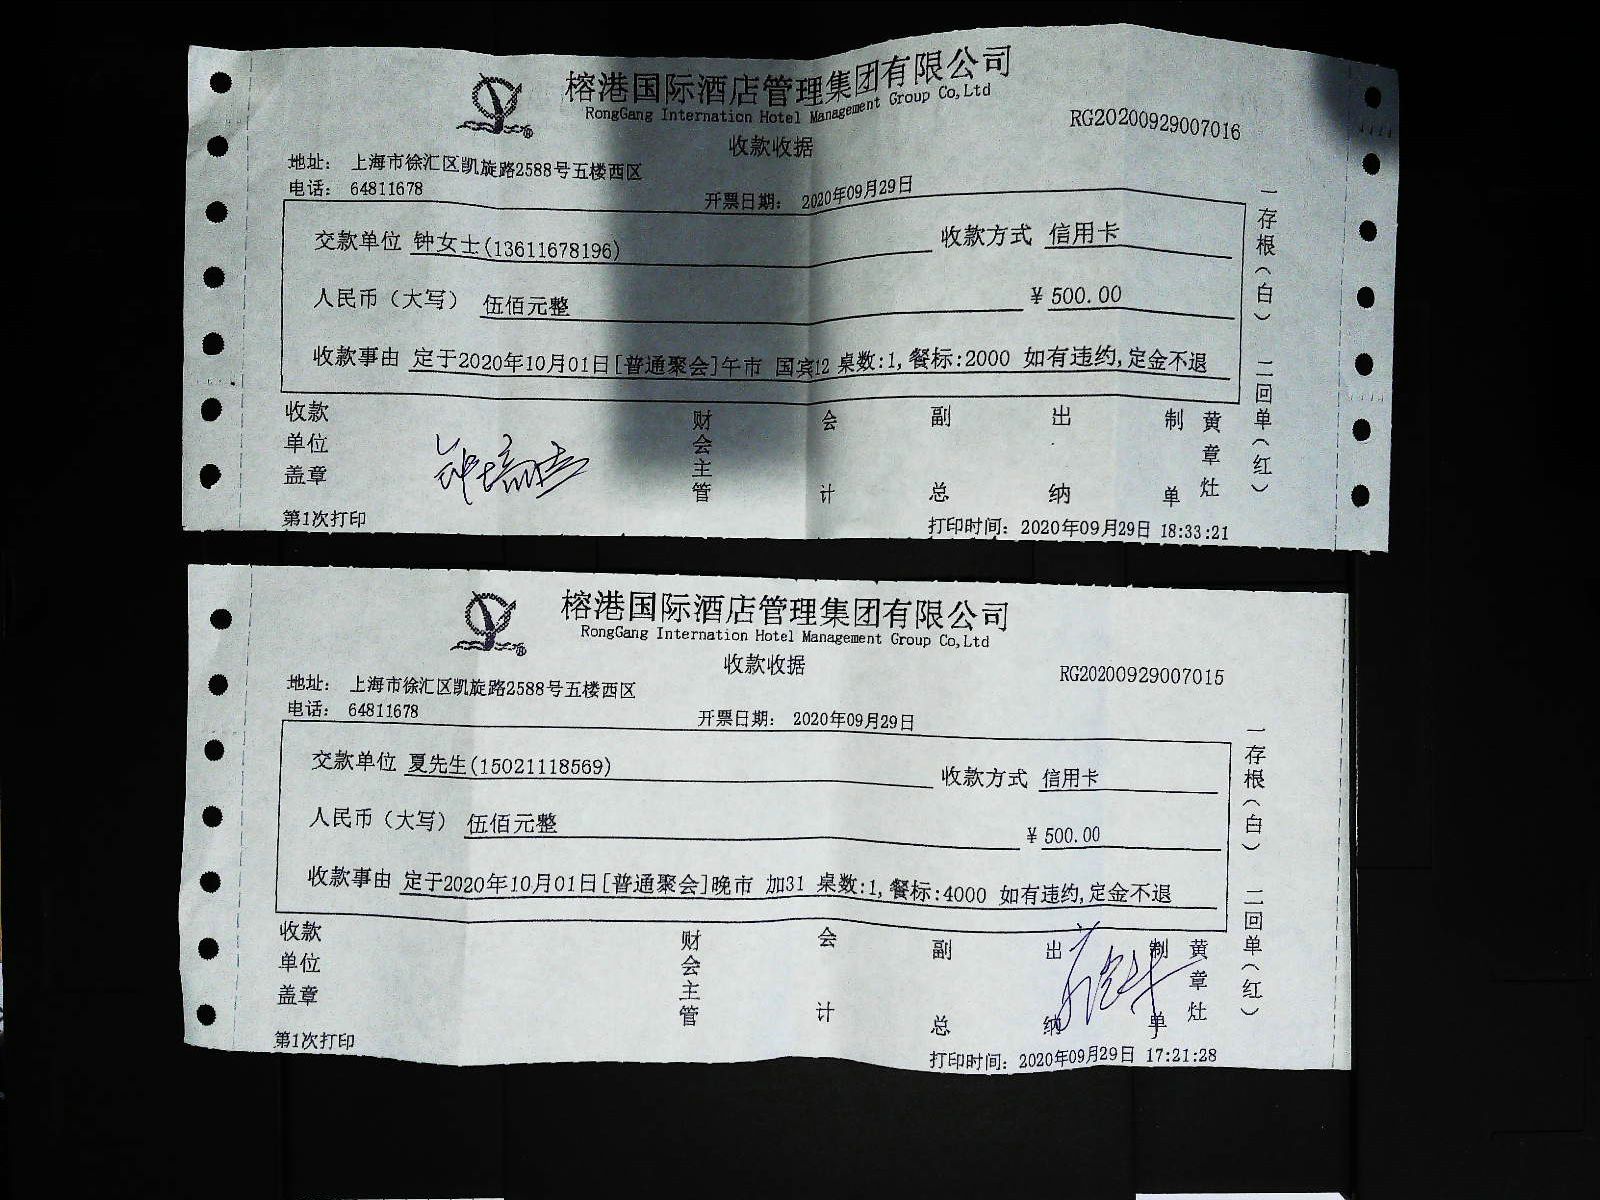 榕港国际酒店管理集团有限公司
RongGang Internation Hotel Management Group Co,Ltd
收款收据
RG20200929007016
地址： 上海市徐汇区凯旋路2588号五楼西区
电话： 64811678
开票日期： 2020年09月29日
交款单位 钟女士(13611678196) 收款方式 信用卡
人民币（大写） 伍佰元整 ￥500.00
收款事由 定于2020年10月01日[普通聚会]午市 国宾12 桌数:1,餐标:2000 如有违约,定金不退
一存根（白） 二回单（红）
收款单位盖章
财会主管
会计
副总
出纳
制单
黄章灶
第1次打印
打印时间： 2020年09月29日 18:33:21
榕港国际酒店管理集团有限公司
RongGang Internation Hotel Management Group Co,Ltd
收款收据
RG20200929007015
地址： 上海市徐汇区凯旋路2588号五楼西区
电话： 64811678
开票日期： 2020年09月29日
交款单位 夏先生(15021118569) 收款方式 信用卡
人民币（大写） 伍佰元整 ￥500.00
收款事由 定于2020年10月01日[普通聚会]晚市 加31 桌数:1,餐标:4000 如有违约,定金不退
一存根（白） 二回单（红）
收款单位盖章
财会主管
会计
副总
出纳
制单
黄章灶
第1次打印
打印时间： 2020年09月29日 17:21:28